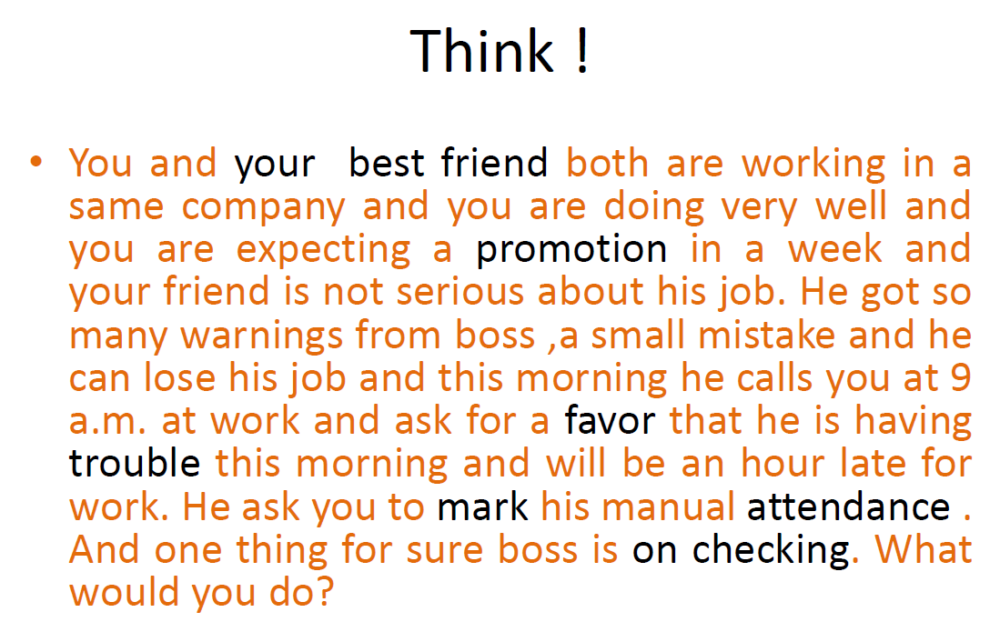 Think !
• You and your best friend both are working in a
same company and you are doing very well and
you are expecting a promotion in a week and
your friend is not serious about his job. He got so
many warnings from boss ,a small mistake and he
can lose his job and this morning he calls you at 9
a.m. at work and ask for a favor that he is having
trouble this morning and will be an hour late for
work. He ask you to mark his manual attendance .
And one thing for sure boss is on checking. What
would you do?